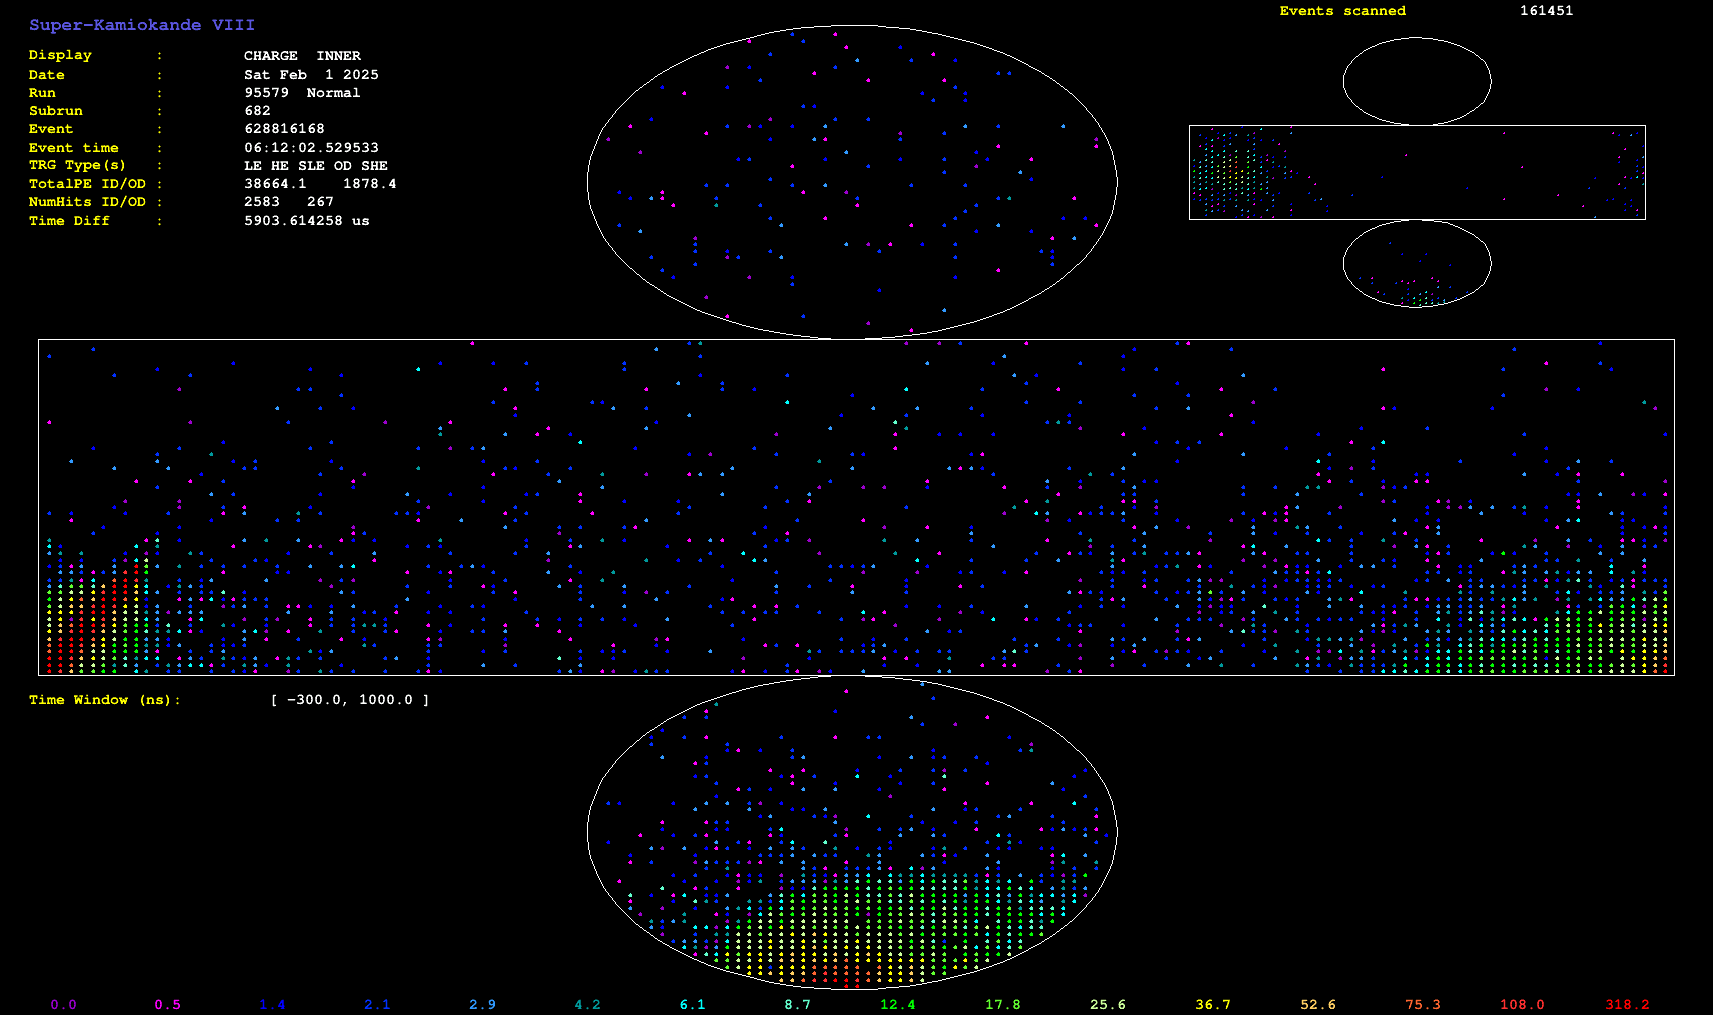 Super-Kamiokande VIII
Events scanned 161451
Display : CHARGE INNER
Date : Sat Feb 1 2025
Run : 95579 Normal
Subrun : 682
Event : 628816168
Event time : 06:12:02.529533
TRG Type(s) : LE HE SLE OD SHE
TotalPE ID/OD : 38664.1 1878.4
NumHits ID/OD : 2583 267
Time Diff : 5903.614258 us
Time Window (ns): [ -300.0, 1000.0 ]
0.0 0.5 1.4 2.1 2.9 4.2 6.1 8.7 12.4 17.8 25.6 36.7 52.6 75.3 108.0 318.2